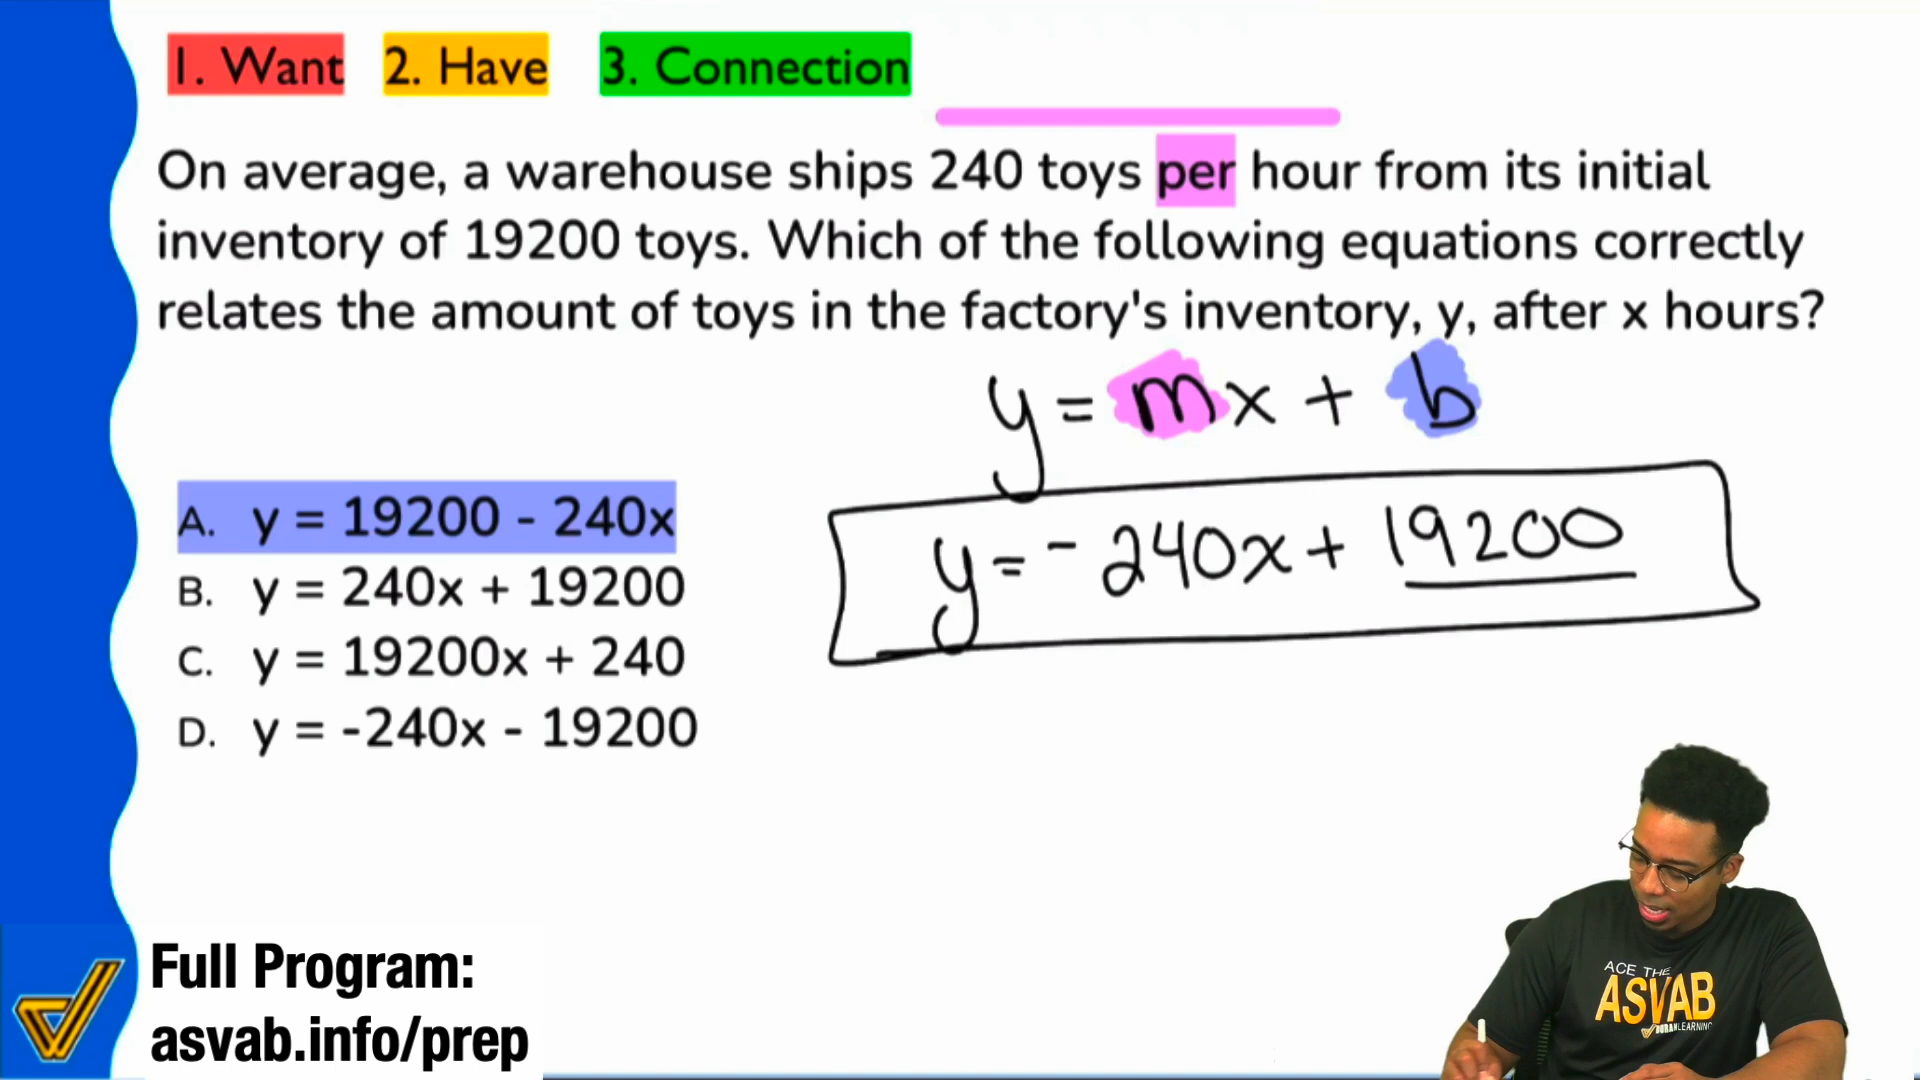 1. Want 2. Have 3. Connection
On average, a warehouse ships 240 toys per hour from its initial
inventory of 19200 toys. Which of the following equations correctly
relates the amount of toys in the factory's inventory, y, after x hours?
y = mx + b
y = -240x + 19200
A. y = 19200 - 240x
B. y = 240x + 19200
C. y = 19200x + 240
D. y = -240x - 19200
Full Program:
asvab.info/prep
ACE THE
ASVAB
DURAN LEARNING